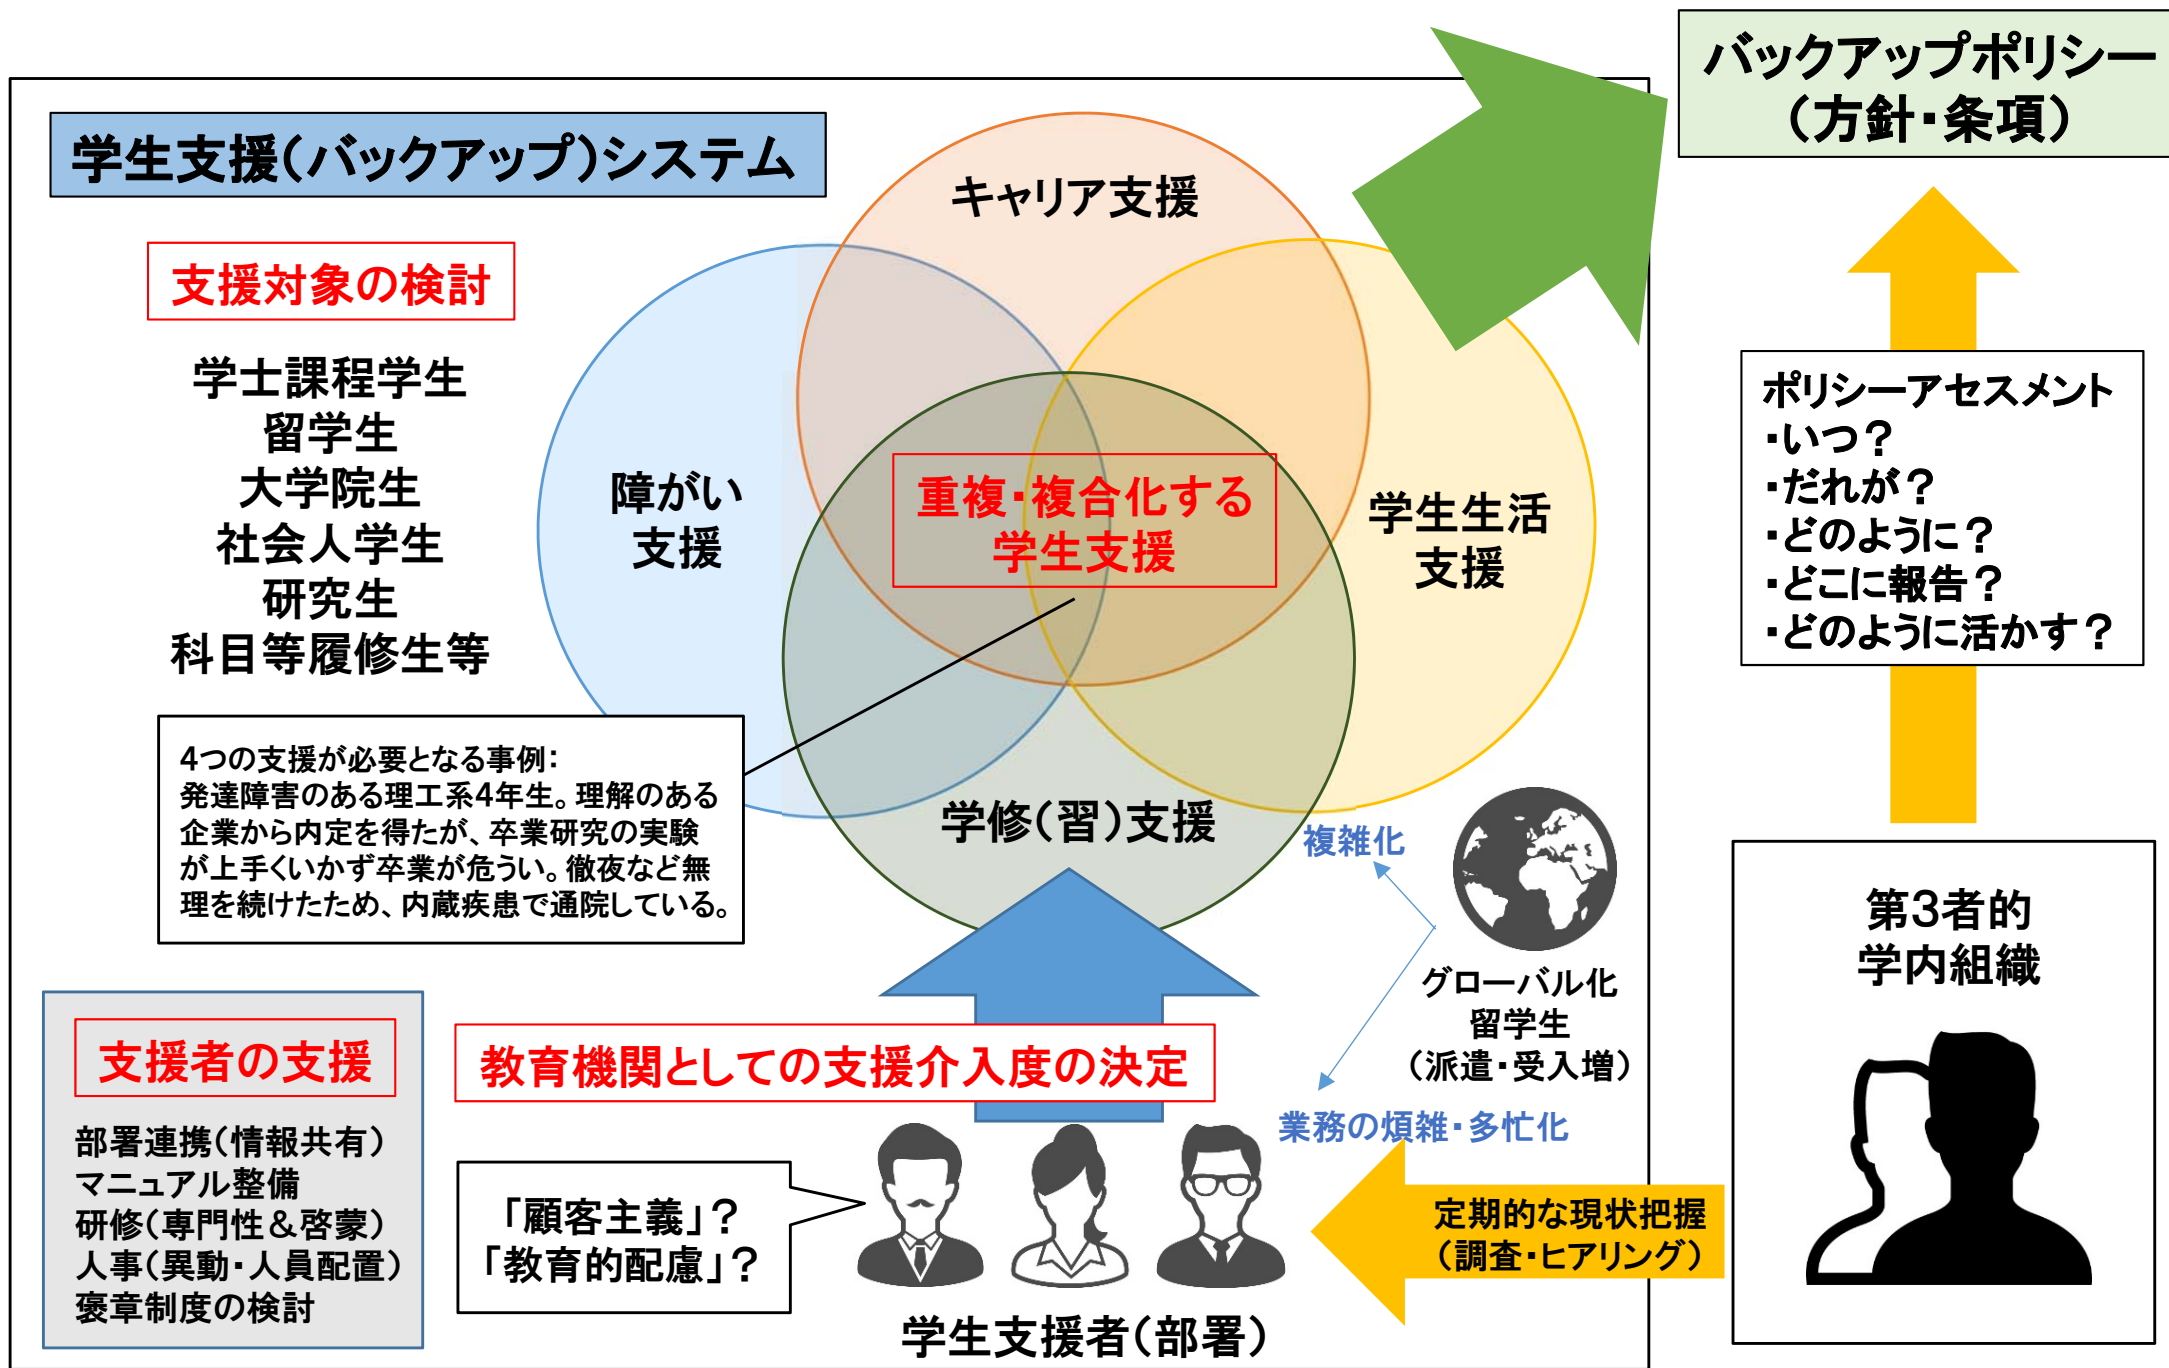 バックアップポリシー
（方針・条項）
学生支援（バックアップ）システム
キャリア支援
支援対象の検討
学士課程学生
留学生
大学院生
社会人学生
研究生
科目等履修生等
障がい
支援
重複・複合化する
学生支援
学生生活
支援
ポリシーアセスメント
・いつ？
・だれが？
・どのように？
・どこに報告？
・どのように活かす？
4つの支援が必要となる事例：
発達障害のある理工系4年生。理解のある
企業から内定を得たが、卒業研究の実験
が上手くいかず卒業が危うい。徹夜など無
理を続けたため、内蔵疾患で通院している。
学修（習）支援
複雑化
グローバル化
留学生
（派遣・受入増）
業務の煩雑・多忙化
第3者的
学内組織
支援者の支援
部署連携（情報共有）
マニュアル整備
研修（専門性＆啓蒙）
人事（異動・人員配置）
褒章制度の検討
教育機関としての支援介入度の決定
「顧客主義」？
「教育的配慮」？
定期的な現状把握
（調査・ヒアリング）
学生支援者（部署）